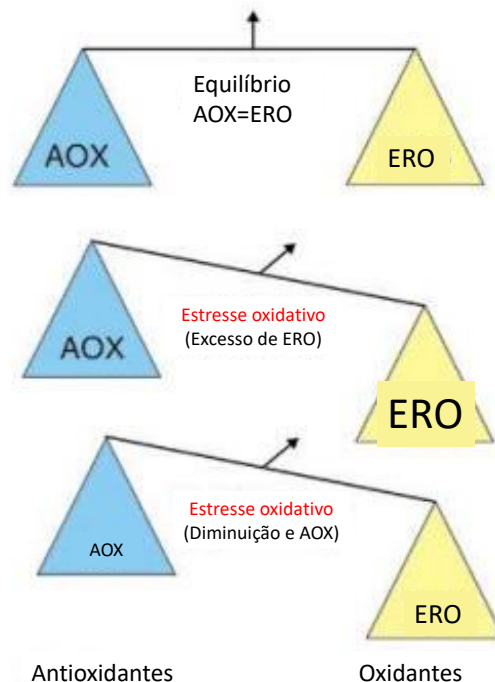 Equilíbrio
AOX=ERO
AOX
ERO
Estresse oxidativo
(Excesso de ERO)
AOX
ERO
Estresse oxidativo
(Diminuição e AOX)
AOX
ERO
Antioxidantes
Oxidantes